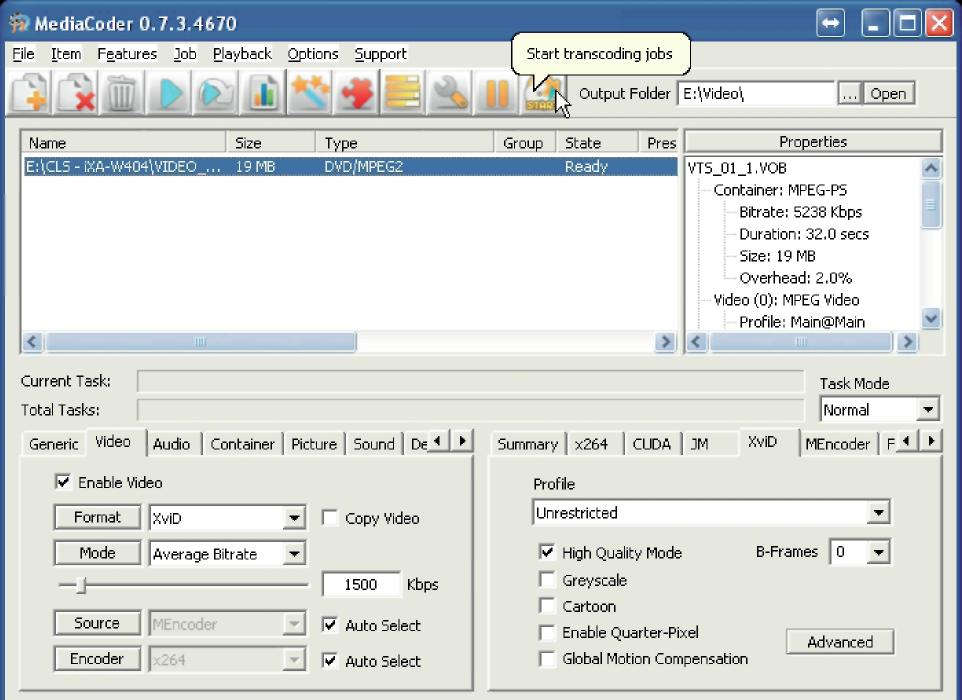 MediaCoder 0.7.3.4670
File Item Features Job Playback Options Support
Start transcoding jobs
START
Output Folder E:\Video\ ... Open
Name Size Type Group State Pres
E:\CLS - iXA-W404\VIDEO_... 19 MB DVD/MPEG2 Ready
Properties
VTS_01_1.VOB
Container: MPEG-PS
Bitrate: 5238 Kbps
Duration: 32.0 secs
Size: 19 MB
Overhead: 2.0%
Video (0): MPEG Video
Profile: Main@Main
Current Task:
Total Tasks:
Task Mode
Normal
Generic Video Audio Container Picture Sound De
Enable Video
Format XviD Copy Video
Mode Average Bitrate
1500 Kbps
Source MEncoder Auto Select
Encoder x264 Auto Select
Summary x264 CUDA JM XviD MEncoder F
Profile
Unrestricted
High Quality Mode B-Frames 0
Greyscale
Cartoon
Enable Quarter-Pixel
Global Motion Compensation
Advanced